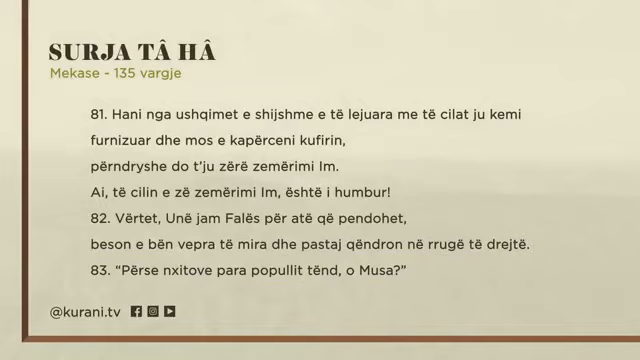 SURJA TÂ HÂ
Mekase - 135 vargje
81. Hani nga ushqimet e shijshme e të lejuara me të cilat ju kemi
furnizuar dhe mos e kapërceni kufirin,
përndryshe do t’ju zërë zemërimi Im.
Ai, të cilin e zë zemërimi Im, është i humbur!
82. Vërtet, Unë jam Falës për atë që pendohet,
beson e bën vepra të mira dhe pastaj qëndron në rrugë të drejtë.
83. “Përse nxitove para popullit tënd, o Musa?”
@kurani.tv